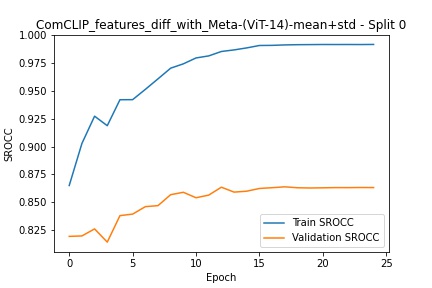 ComCLIP_features_diff_with_Meta-(ViT-14)-mean+std - Split 0
1.000
0.975
0.950
0.925
0.900
0.875
0.850
0.825
SROCC
Train SROCC
Validation SROCC
0 5 10 15 20 25
Epoch